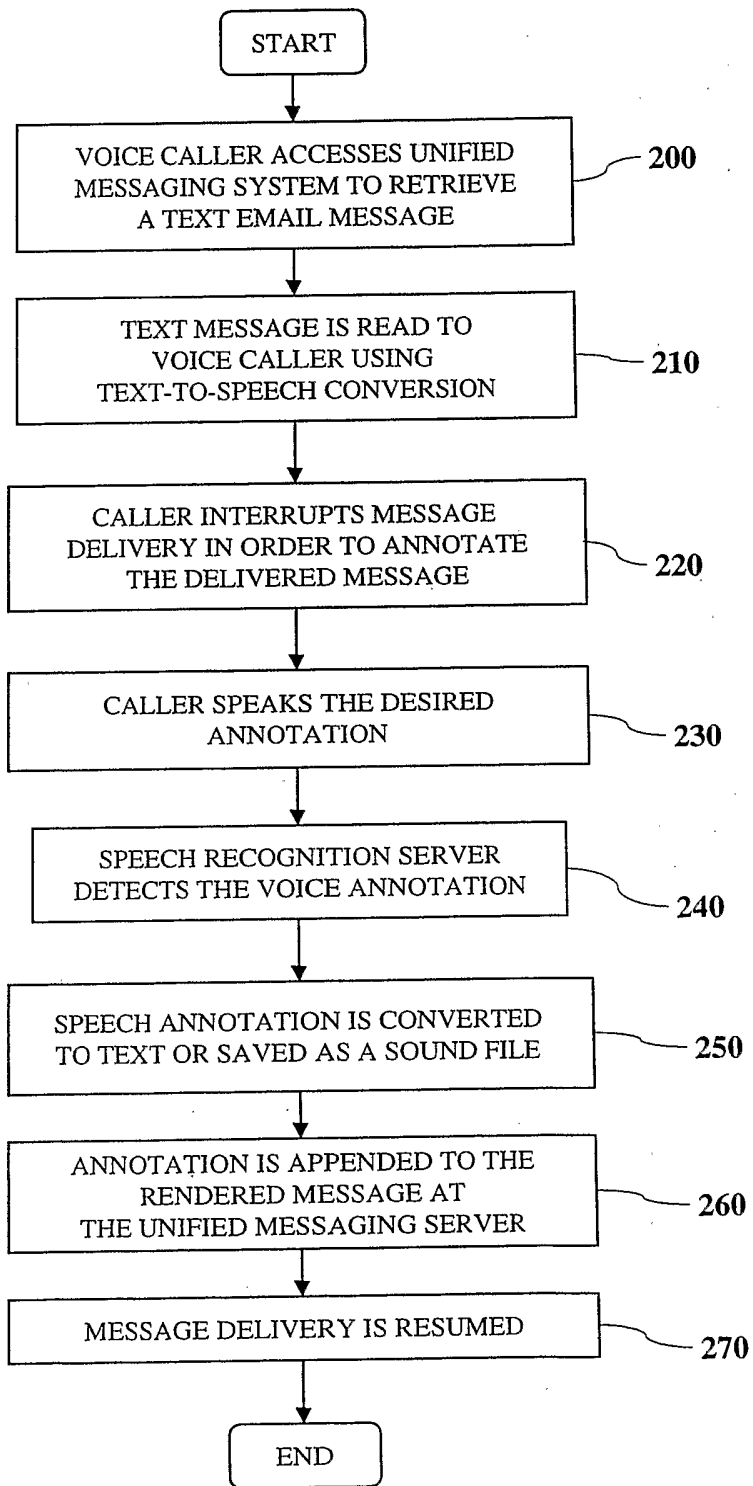 START
VOICE CALLER ACCESSES UNIFIED
MESSAGING SYSTEM TO RETRIEVE
A TEXT EMAIL MESSAGE
200
TEXT MESSAGE IS READ TO
VOICE CALLER USING
TEXT-TO-SPEECH CONVERSION
210
CALLER INTERRUPTS MESSAGE
DELIVERY IN ORDER TO ANNOTATE
THE DELIVERED MESSAGE
220
CALLER SPEAKS THE DESIRED
ANNOTATION
230
SPEECH RECOGNITION SERVER
DETECTS THE VOICE ANNOTATION
240
SPEECH ANNOTATION IS CONVERTED
TO TEXT OR SAVED AS A SOUND FILE
250
ANNOTATION IS APPENDED TO THE
RENDERED MESSAGE AT
THE UNIFIED MESSAGING SERVER
260
MESSAGE DELIVERY IS RESUMED
270
END